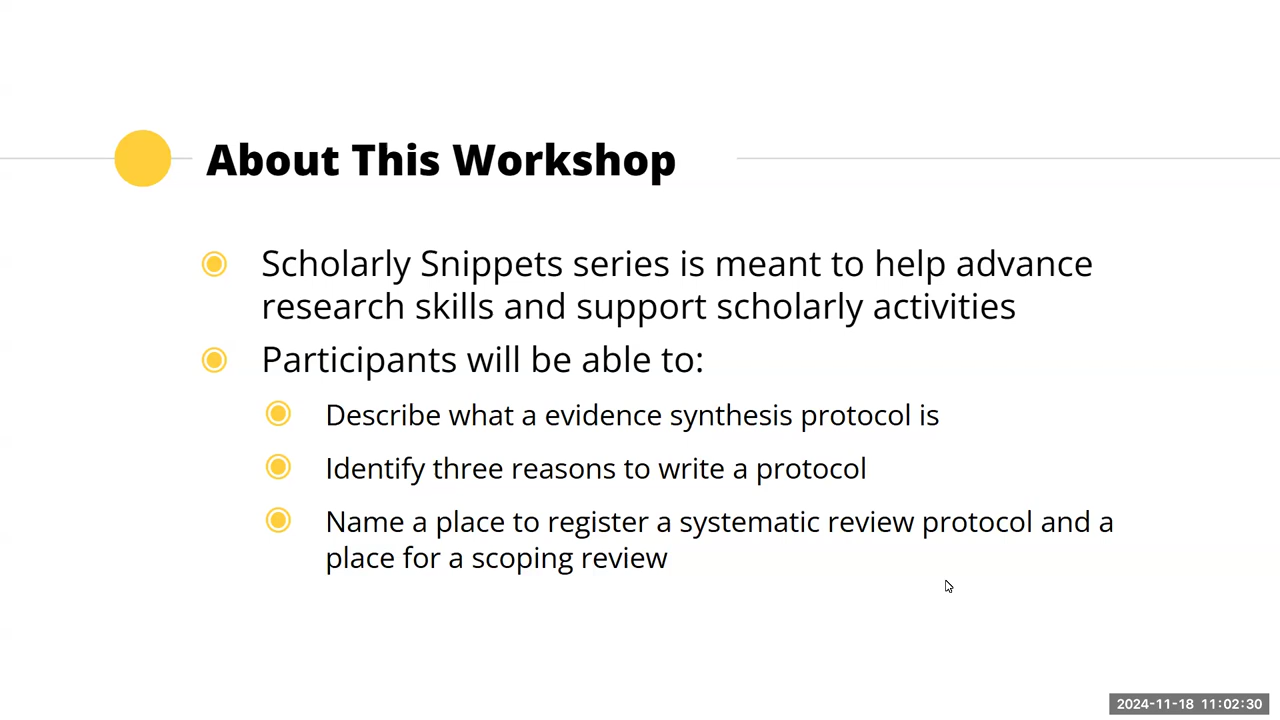 About This Workshop
Scholarly Snippets series is meant to help advance
research skills and support scholarly activities
Participants will be able to:
Describe what a evidence synthesis protocol is
Identify three reasons to write a protocol
Name a place to register a systematic review protocol and a
place for a scoping review
2024-11-18 11:02:30